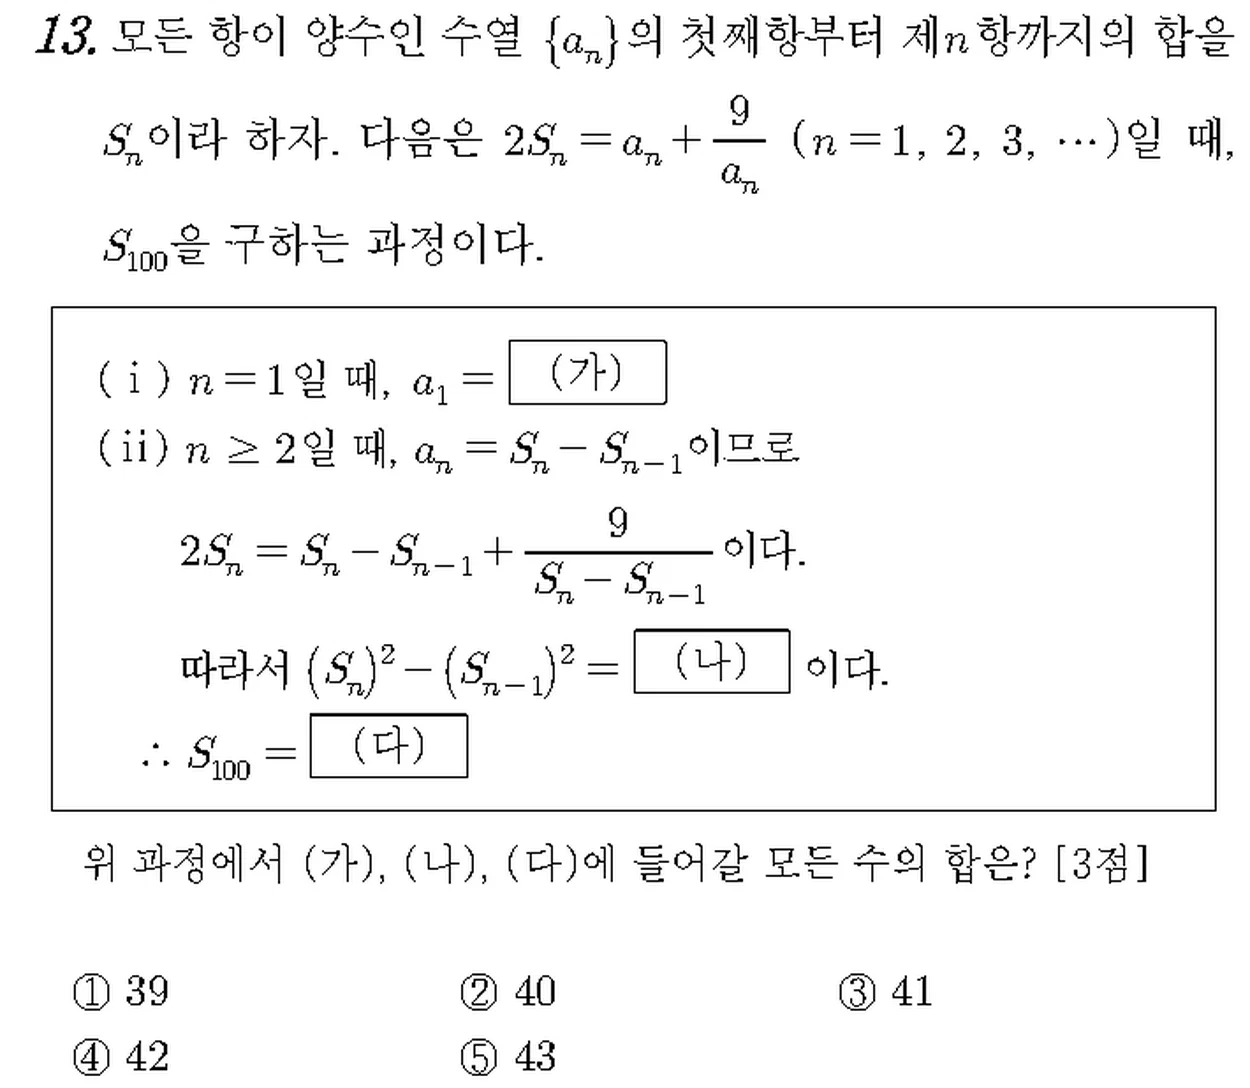 13. 모든 항이 양수인 수열 {aₙ}의 첫째항부터 제n항까지의 합을
Sₙ이라 하자. 다음은 2Sₙ = aₙ + 9/aₙ (n = 1, 2, 3, ⋯)일 때,
S₁₀₀을 구하는 과정이다.
(ⅰ) n = 1일 때, a₁ = (가)
(ⅱ) n ≥ 2일 때, aₙ = Sₙ − Sₙ₋₁이므로
2Sₙ = Sₙ − Sₙ₋₁ + 9/(Sₙ − Sₙ₋₁) 이다.
따라서 (Sₙ)² − (Sₙ₋₁)² = (나) 이다.
∴ S₁₀₀ = (다)
위 과정에서 (가), (나), (다)에 들어갈 모든 수의 합은? [3점]
① 39 ② 40 ③ 41
④ 42 ⑤ 43